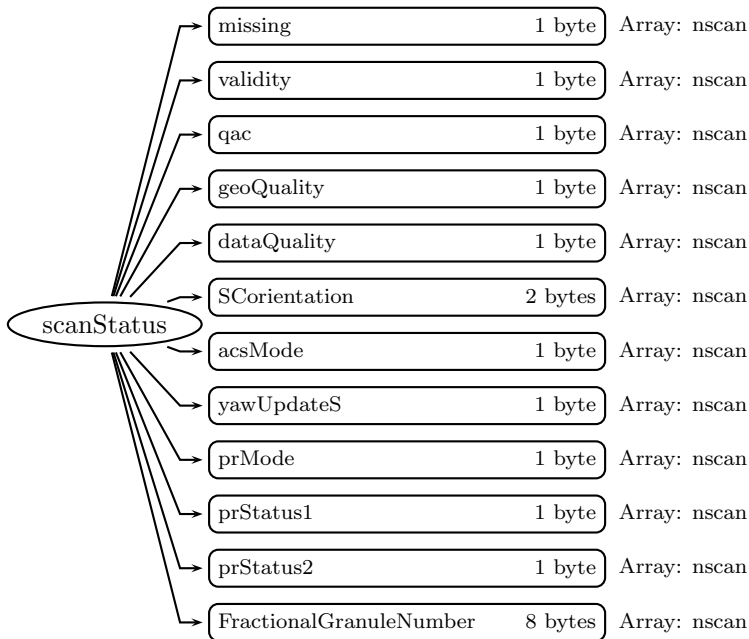 missing 1 byte Array: nscan
validity 1 byte Array: nscan
qac 1 byte Array: nscan
geoQuality 1 byte Array: nscan
dataQuality 1 byte Array: nscan
SCorientation 2 bytes Array: nscan
scanStatus
acsMode 1 byte Array: nscan
yawUpdateS 1 byte Array: nscan
prMode 1 byte Array: nscan
prStatus1 1 byte Array: nscan
prStatus2 1 byte Array: nscan
FractionalGranuleNumber 8 bytes Array: nscan